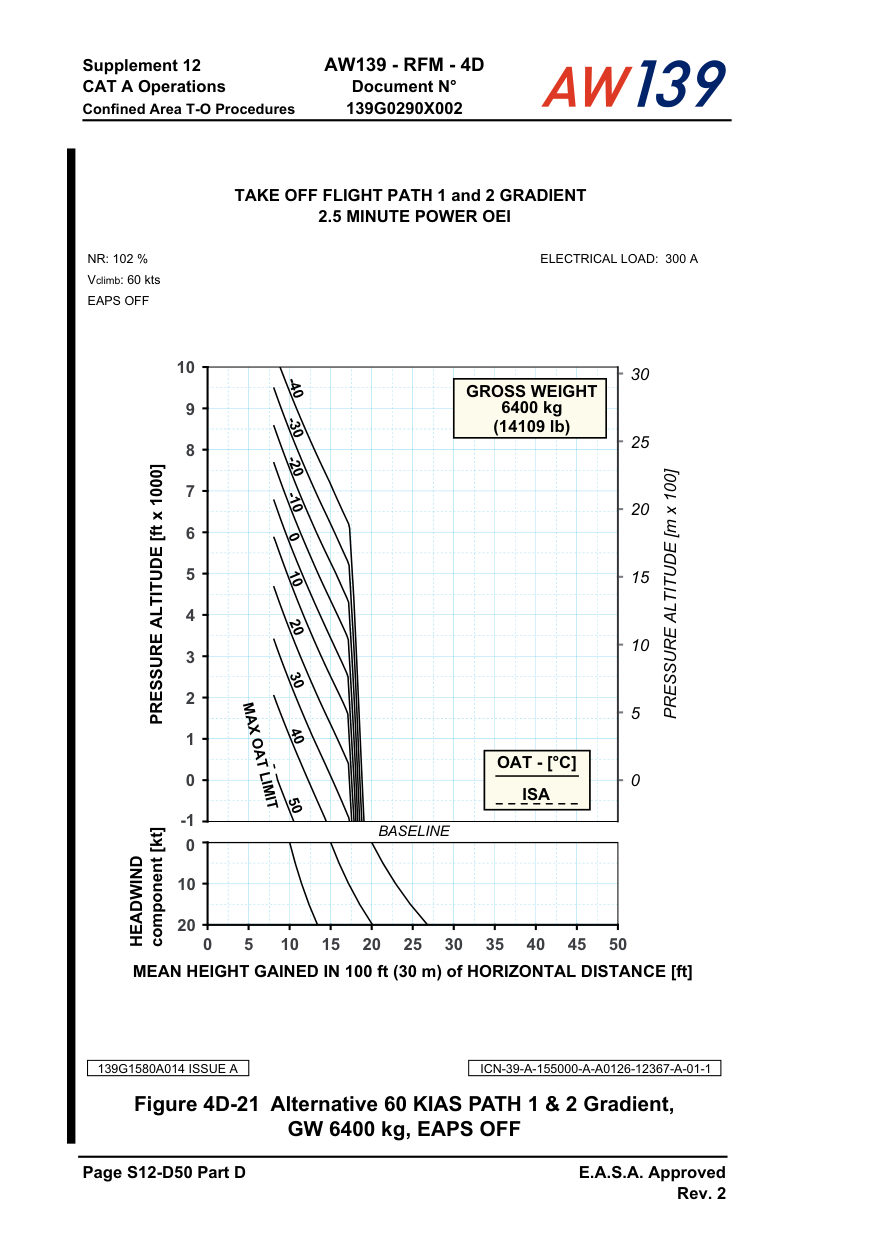 Supplement 12
CAT A Operations
Confined Area T-O Procedures
AW139 - RFM - 4D
Document N°
139G0290X002
AW139
TAKE OFF FLIGHT PATH 1 and 2 GRADIENT
2.5 MINUTE POWER OEI
NR: 102 %
Vclimb: 60 kts
EAPS OFF
ELECTRICAL LOAD: 300 A
GROSS WEIGHT
6400 kg
(14109 lb)
PRESSURE ALTITUDE [ft x 1000]
10
9
8
7
6
5
4
3
2
1
0
-1
-40
-30
-20
-10
0
10
20
30
40
50
MAX OAT LIMIT
30
25
20
15
10
5
0
PRESSURE ALTITUDE [m x 100]
OAT - [°C]
ISA
BASELINE
HEADWIND
component [kt]
0
10
20
0 5 10 15 20 25 30 35 40 45 50
MEAN HEIGHT GAINED IN 100 ft (30 m) of HORIZONTAL DISTANCE [ft]
139G1580A014 ISSUE A
ICN-39-A-155000-A-A0126-12367-A-01-1
Figure 4D-21 Alternative 60 KIAS PATH 1 & 2 Gradient,
GW 6400 kg, EAPS OFF
Page S12-D50 Part D
E.A.S.A. Approved
Rev. 2